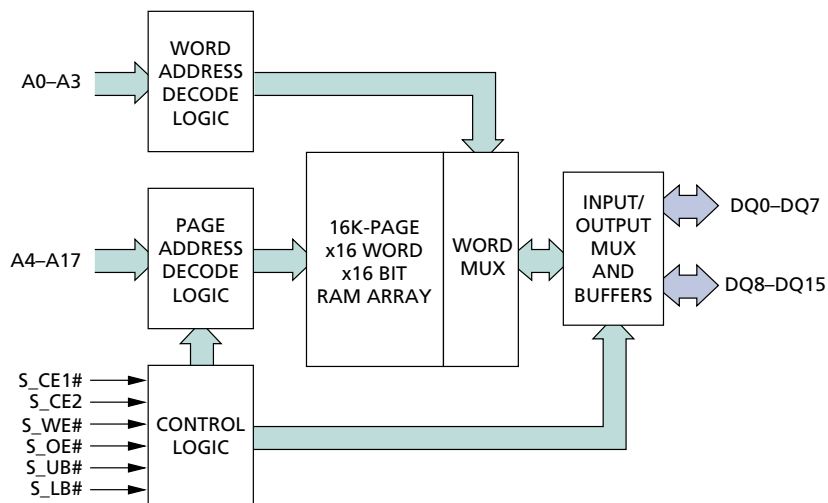 WORD
ADDRESS
DECODE
LOGIC
A0–A3
PAGE
ADDRESS
DECODE
LOGIC
A4–A17
16K-PAGE
x16 WORD
x16 BIT
RAM ARRAY
WORD
MUX
INPUT/
OUTPUT
MUX
AND
BUFFERS
DQ0–DQ7
DQ8–DQ15
S_CE1#
S_CE2
S_WE#
S_OE#
S_UB#
S_LB#
CONTROL
LOGIC